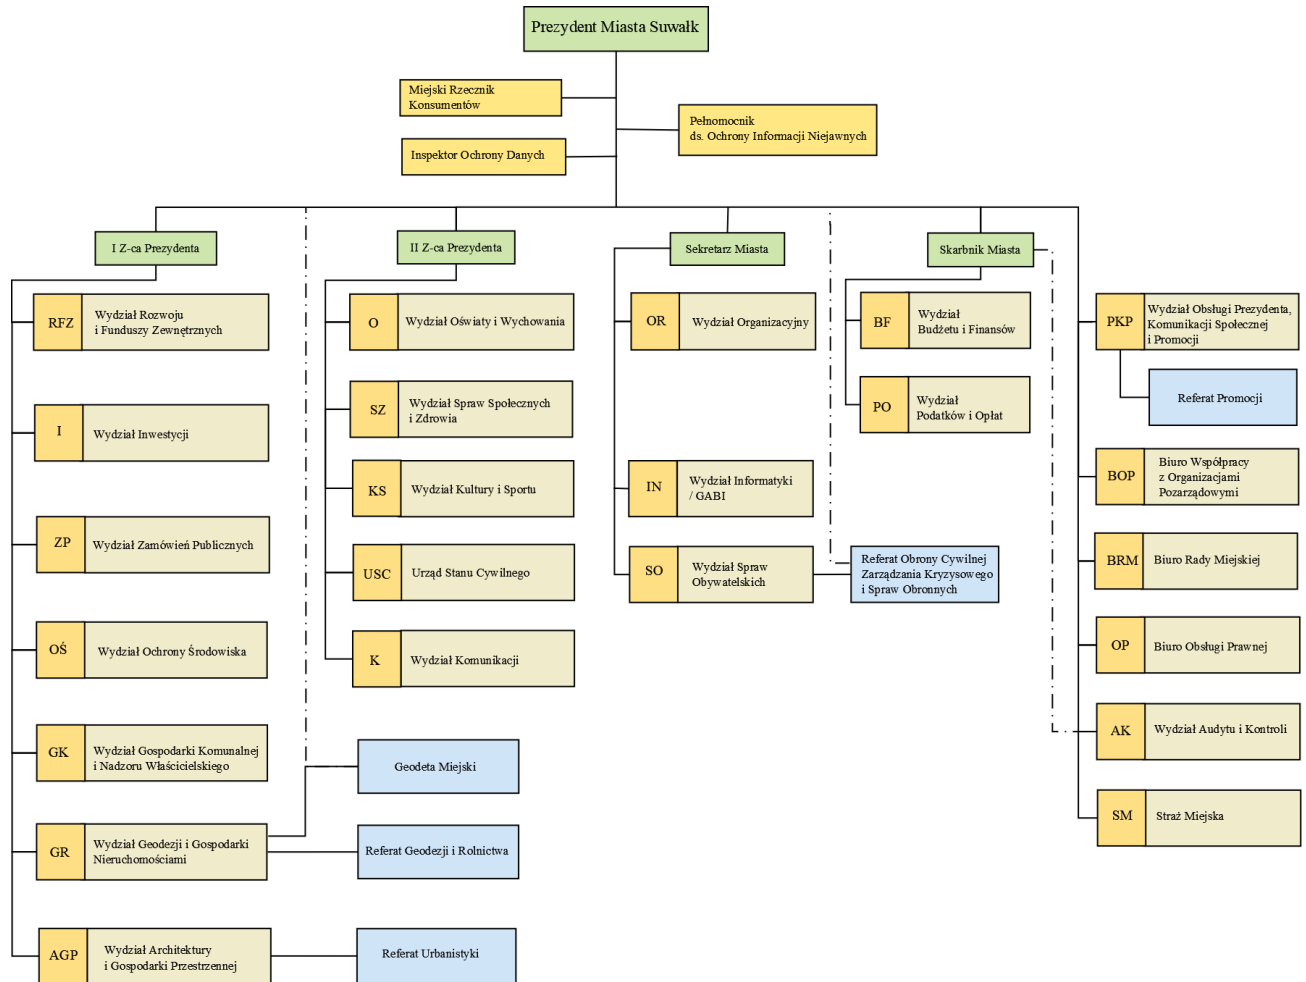 Prezydent Miasta Suwałk
Miejski Rzecznik
Konsumentów
Pełnomocnik
ds. Ochrony Informacji Niejawnych
Inspektor Ochrony Danych
I Z-ca Prezydenta
RFZ
Wydział Rozwoju
i Funduszy Zewnętrznych
I
Wydział Inwestycji
ZP
Wydział Zamówień Publicznych
OŚ
Wydział Ochrony Środowiska
GK
Wydział Gospodarki Komunalnej
i Nadzoru Właścicielskiego
GR
Wydział Geodezji i Gospodarki
Nieruchomościami
AGP
Wydział Architektury
i Gospodarki Przestrzennej
Geodeta Miejski
Referat Geodezji i Rolnictwa
Referat Urbanistyki
II Z-ca Prezydenta
O
Wydział Oświaty i Wychowania
SZ
Wydział Spraw Społecznych
i Zdrowia
KS
Wydział Kultury i Sportu
USC
Urząd Stanu Cywilnego
K
Wydział Komunikacji
Sekretarz Miasta
OR
Wydział Organizacyjny
IN
Wydział Informatyki
/ GABI
SO
Wydział Spraw
Obywatelskich
Referat Obrony Cywilnej
Zarządzania Kryzysowego
i Spraw Obronnych
Skarbnik Miasta
BF
Wydział
Budżetu i Finansów
PO
Wydział
Podatków i Opłat
PKP
Wydział Obsługi Prezydenta,
Komunikacji Społecznej
i Promocji
Referat Promocji
BOP
Biuro Współpracy
z Organizacjami
Pozarządowymi
BRM
Biuro Rady Miejskiej
OP
Biuro Obsługi Prawnej
AK
Wydział Audytu i Kontroli
SM
Straż Miejska